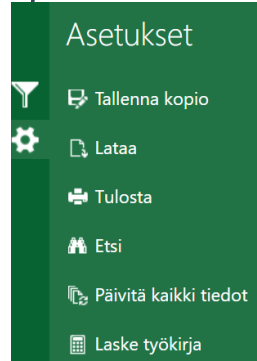 Asetukset
Tallenna kopio
Lataa
Tulosta
Etsi
Päivitä kaikki tiedot
Laske työkirja